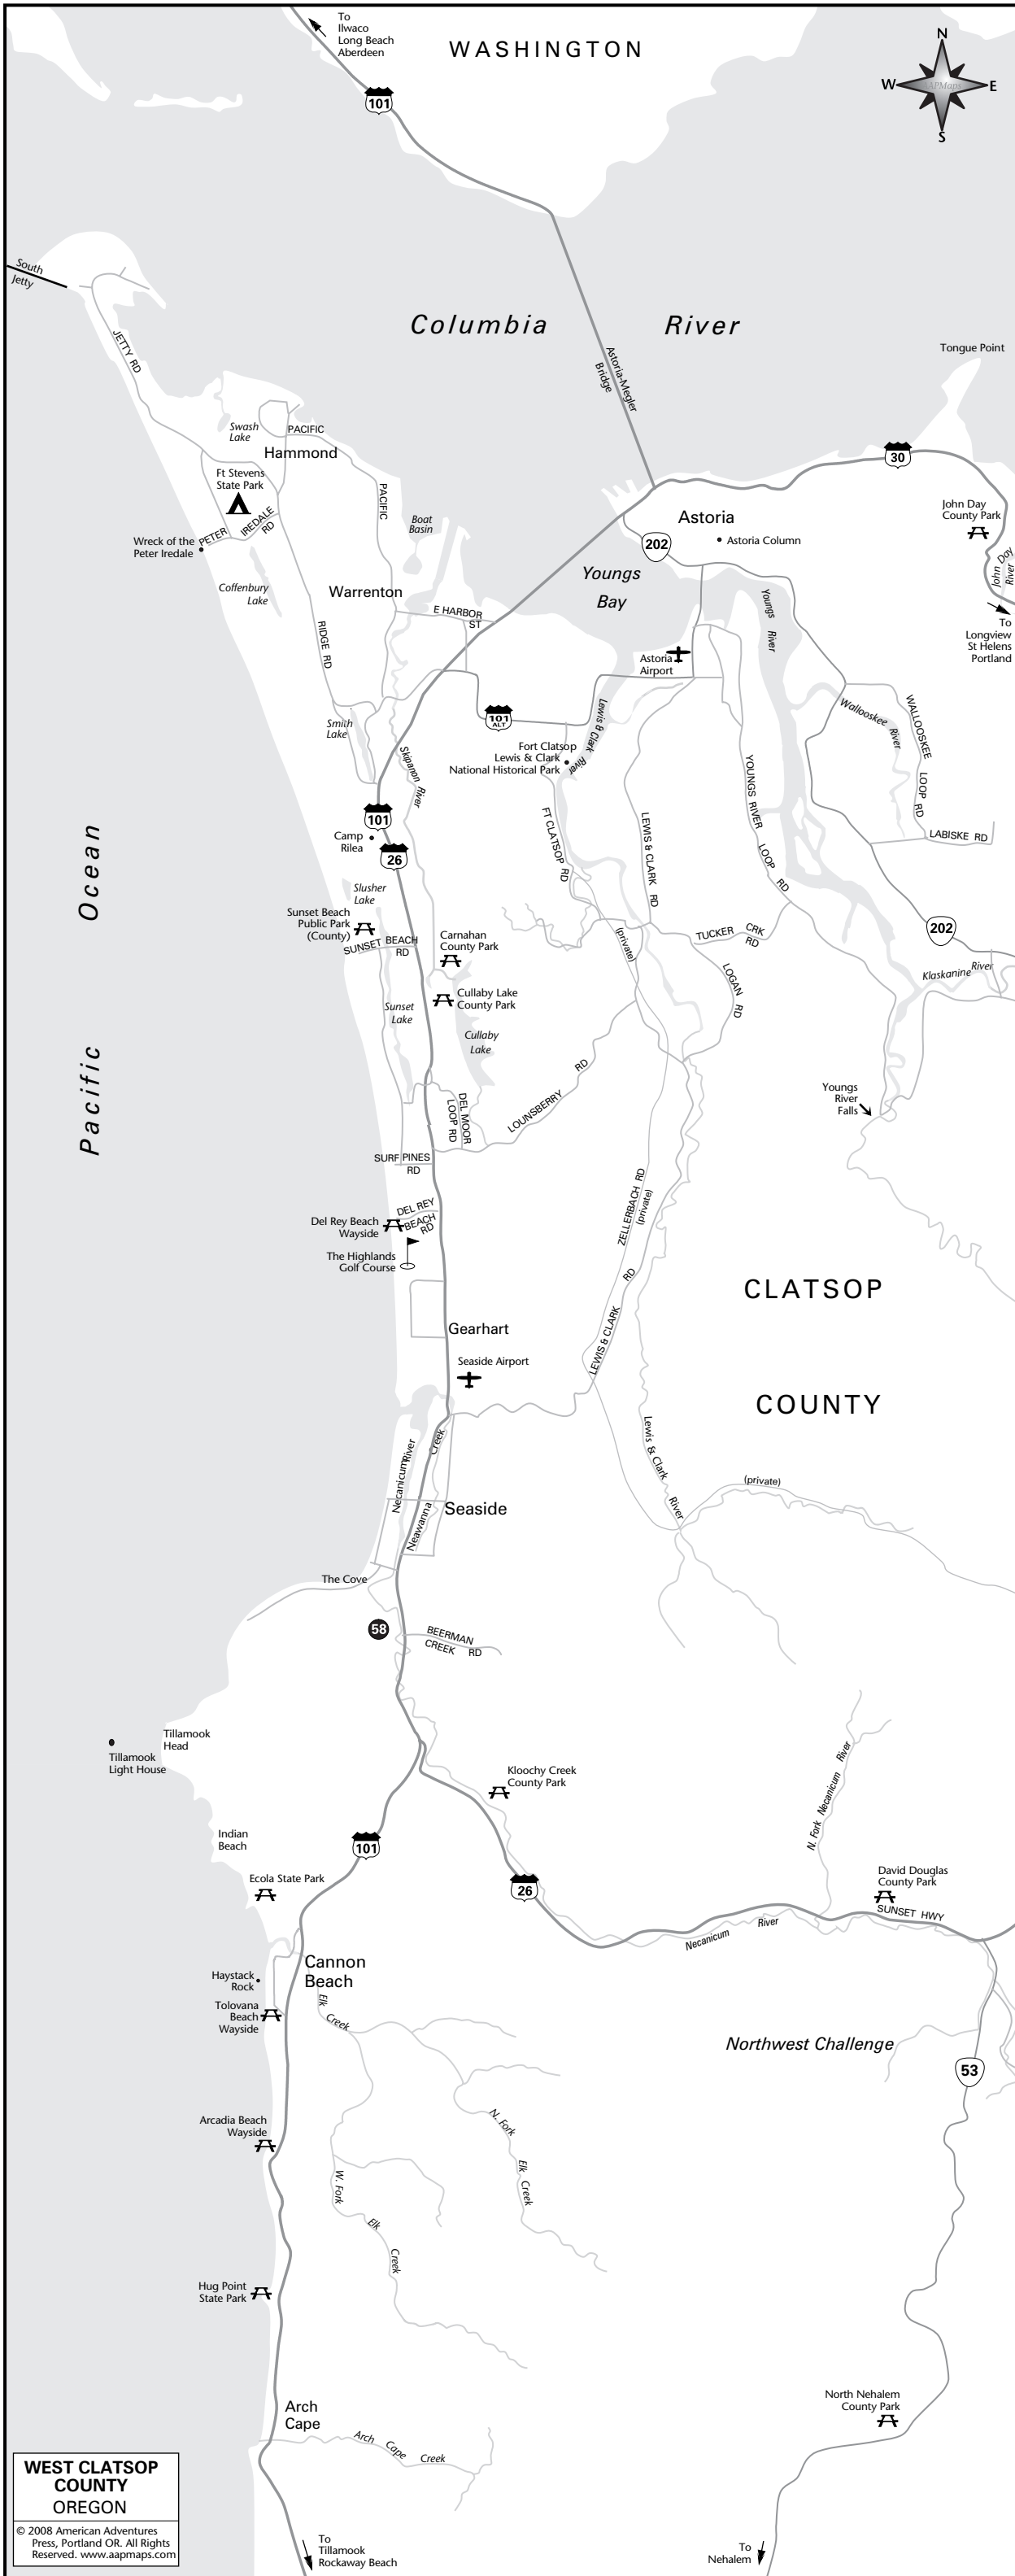 To
Ilwaco
Long Beach
Aberdeen
WASHINGTON
101
N
W
AAPMaps
E
S
South
Jetty
JETTY RD
Columbia River
Astoria-Megler
Bridge
Tongue Point
Swash
Lake
PACIFIC
Hammond
30
Ft Stevens
State Park
PACIFIC
PETER IREDALE
RD
Wreck of the
Peter Iredale
Boat
Basin
Astoria
202
Astoria Column
John Day
County Park
John Day
River
To
Longview
St Helens
Portland
Coffenbury
Lake
Warrenton
Youngs
Bay
Youngs
River
E HARBOR
ST
RIDGE RD
Astoria
Airport
Smith
Lake
Skipanon River
101
ALT
Lewis & Clark River
Fort Clatsop
Lewis & Clark
National Historical Park
Wallooskee
River
WALLOOSKEE
LOOP RD
LABISKE RD
YOUNGS RIVER LOOP RD
101
Camp
Rilea
26
FT CLATSOP RD
LEWIS & CLARK RD
Slusher
Lake
Sunset Beach
Public Park
(County)
SUNSET BEACH
RD
Carnahan
County Park
(private)
TUCKER CRK
RD
202
Klaskanine River
LOGAN
RD
Cullaby Lake
County Park
Sunset
Lake
Cullaby
Lake
Pacific Ocean
DEL MOOR
LOOP RD
LOUNSBERRY RD
Youngs
River
Falls
SURF PINES
RD
DEL REY
BEACH
RD
Del Rey Beach
Wayside
The Highlands
Golf Course
ZELLERBACH RD
(private)
LEWIS & CLARK RD
CLATSOP
COUNTY
Gearhart
Seaside Airport
Necanicum River
Neawanna Creek
Seaside
Lewis & Clark River
(private)
The Cove
58
BEERMAN
CREEK RD
Tillamook
Head
Tillamook
Light House
Kloochy Creek
County Park
N. Fork Necanicum River
Indian
Beach
101
Ecola State Park
26
David Douglas
County Park
SUNSET HWY
Necanicum River
Cannon
Beach
Haystack
Rock
Tolovana
Beach
Wayside
Elk
Creek
Northwest Challenge
53
Arcadia Beach
Wayside
N. Fork
Elk Creek
W. Fork
Elk
Creek
Hug Point
State Park
Arch
Cape
Arch Cape Creek
North Nehalem
County Park
WEST CLATSOP
COUNTY
OREGON
© 2008 American Adventures
Press, Portland OR. All Rights
Reserved. www.aapmaps.com
To
Tillamook
Rockaway Beach
To
Nehalem